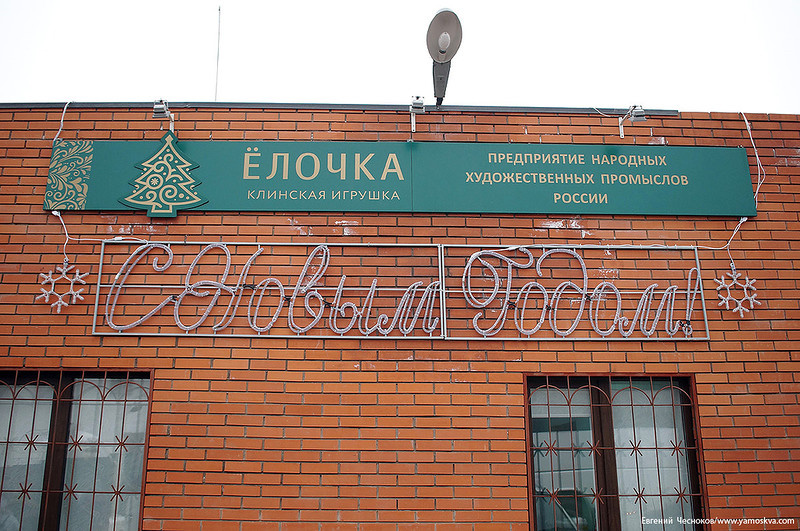 ЁЛОЧКА
КЛИНСКАЯ ИГРУШКА
ПРЕДПРИЯТИЕ НАРОДНЫХ
ХУДОЖЕСТВЕННЫХ ПРОМЫСЛОВ
РОССИИ
С Новым Годом!
Евгений Чесноков/www.yamoskva.com